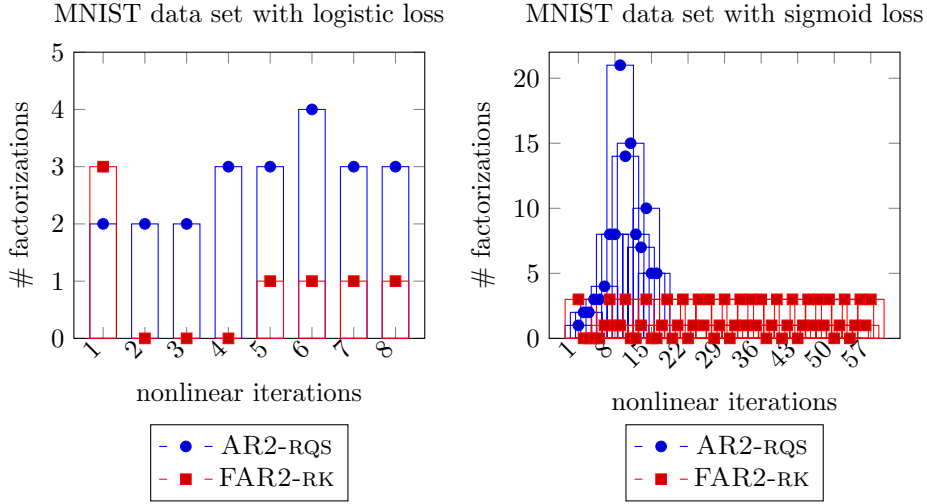 MNIST data set with logistic loss
5
4
3
2
1
0
# factorizations
1 2 3 4 5 6 7 8
nonlinear iterations
AR2-RQS
FAR2-RK
MNIST data set with sigmoid loss
20
15
10
5
0
# factorizations
1 8 15 22 29 36 43 50 57
nonlinear iterations
AR2-RQS
FAR2-RK